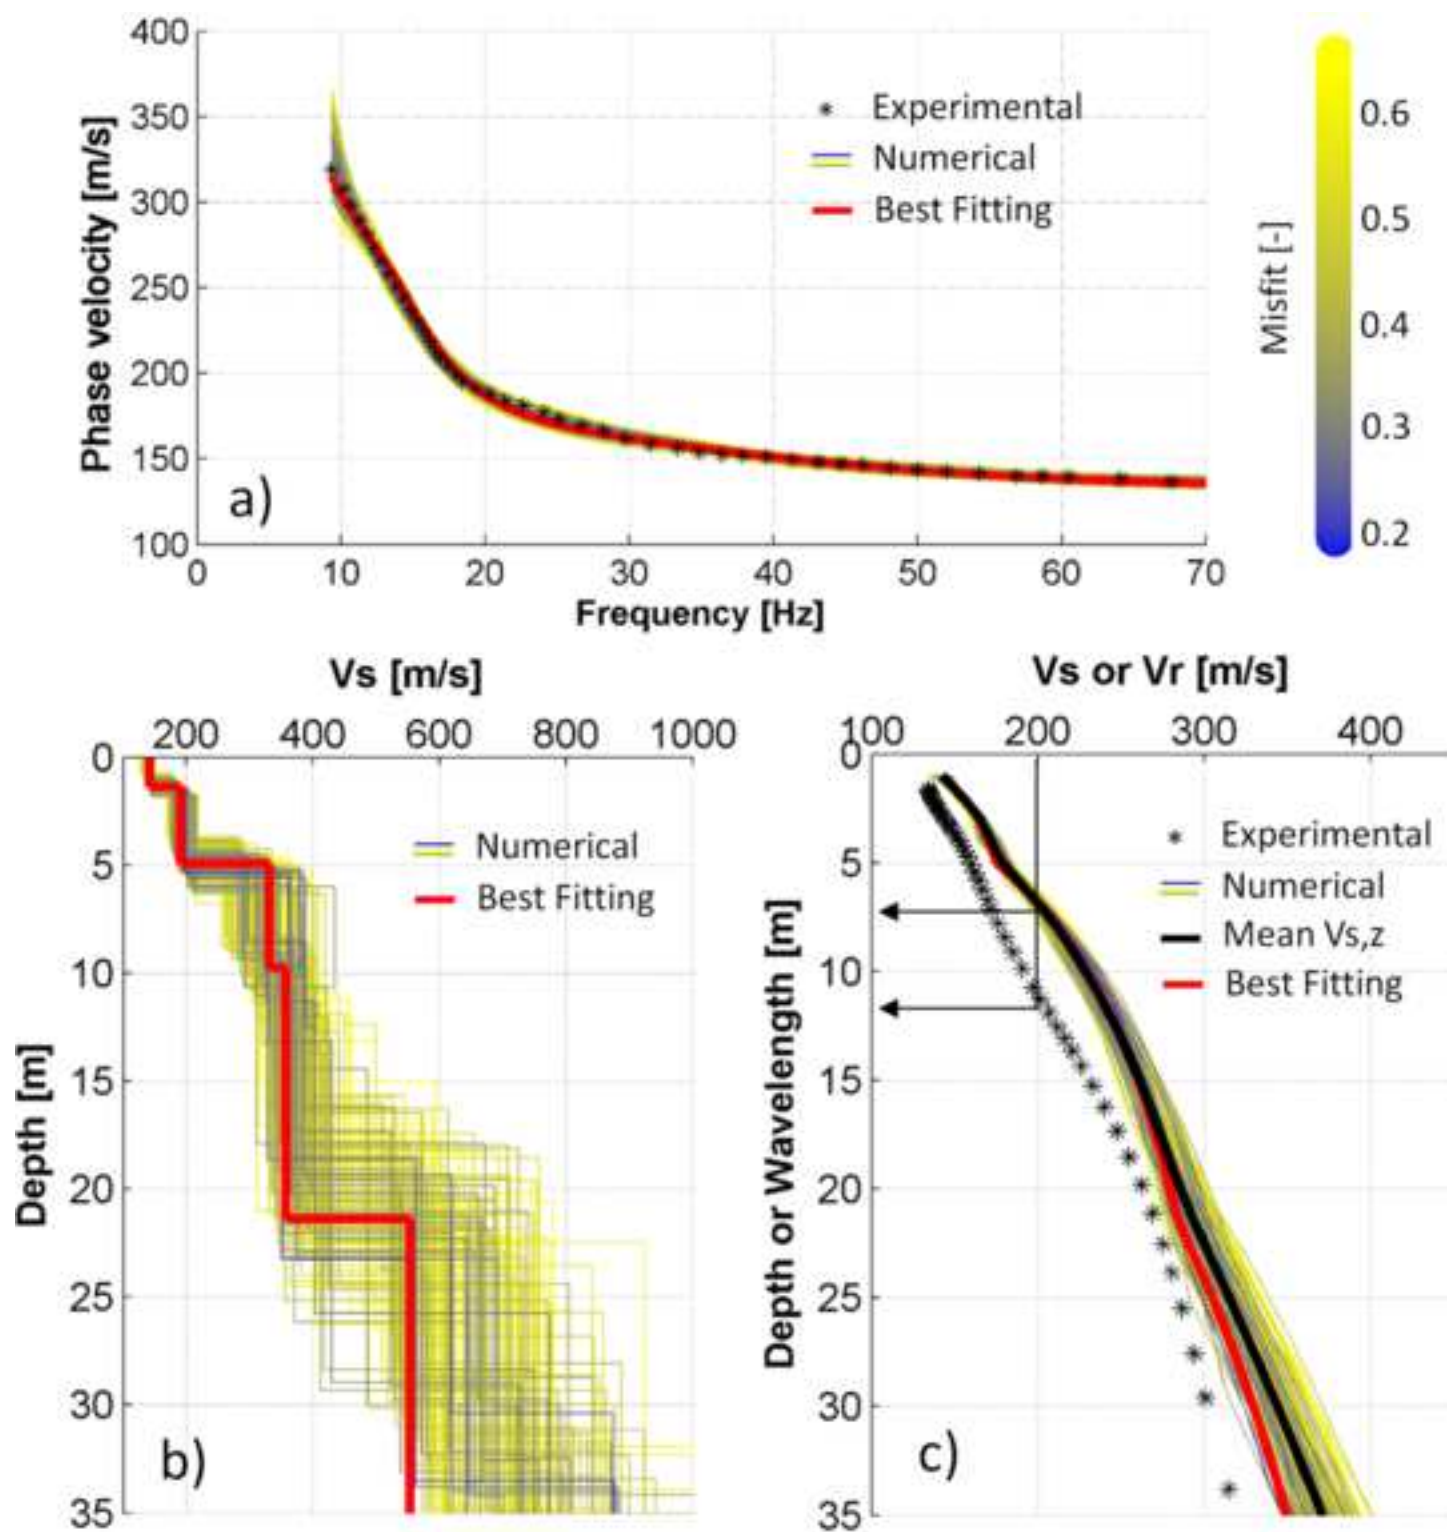 400
350
300
250
200
150
100
Phase velocity [m/s]
Experimental
Numerical
Best Fitting
a)
0 10 20 30 40 50 60 70
Frequency [Hz]
Misfit [-]
0.6
0.5
0.4
0.3
0.2
Vs [m/s]
200 400 600 800 1000
0
5
10
15
20
25
30
35
Depth [m]
Numerical
Best Fitting
b)
Vs or Vr [m/s]
100 200 300 400
0
5
10
15
20
25
30
35
Depth or Wavelength [m]
Experimental
Numerical
Mean Vs,z
Best Fitting
c)